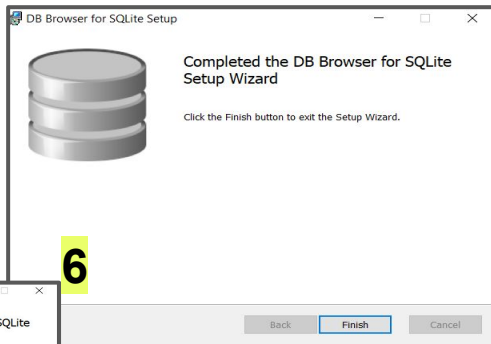 DB Browser for SQLite Setup
Completed the DB Browser for SQLite
Setup Wizard
Click the Finish button to exit the Setup Wizard.
6
SQLite
Back Finish Cancel